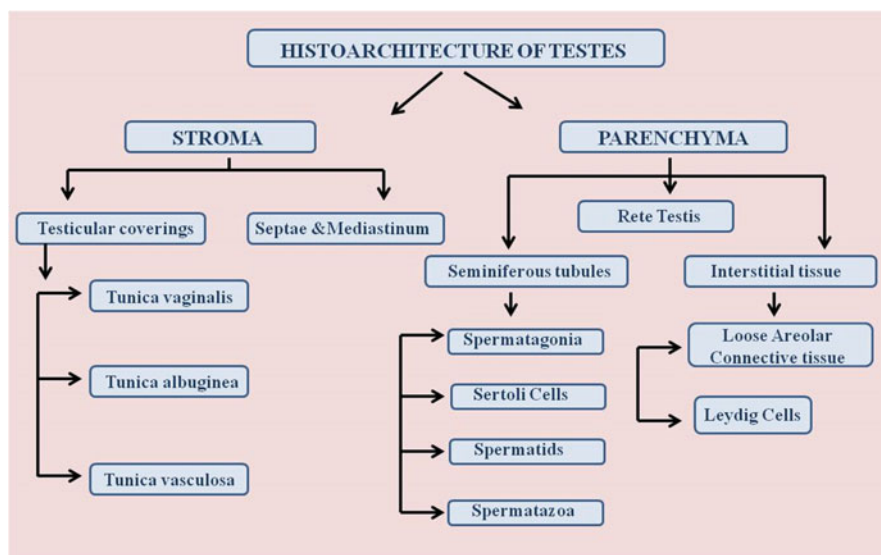 HISTOARCHITECTURE OF TESTES
STROMA
PARENCHYMA
Testicular coverings
Septae &Mediastinum
Rete Testis
Seminiferous tubules
Interstitial tissue
Tunica vaginalis
Tunica albuginea
Tunica vasculosa
Spermatagonia
Sertoli Cells
Spermatids
Spermatazoa
Loose Areolar
Connective tissue
Leydig Cells